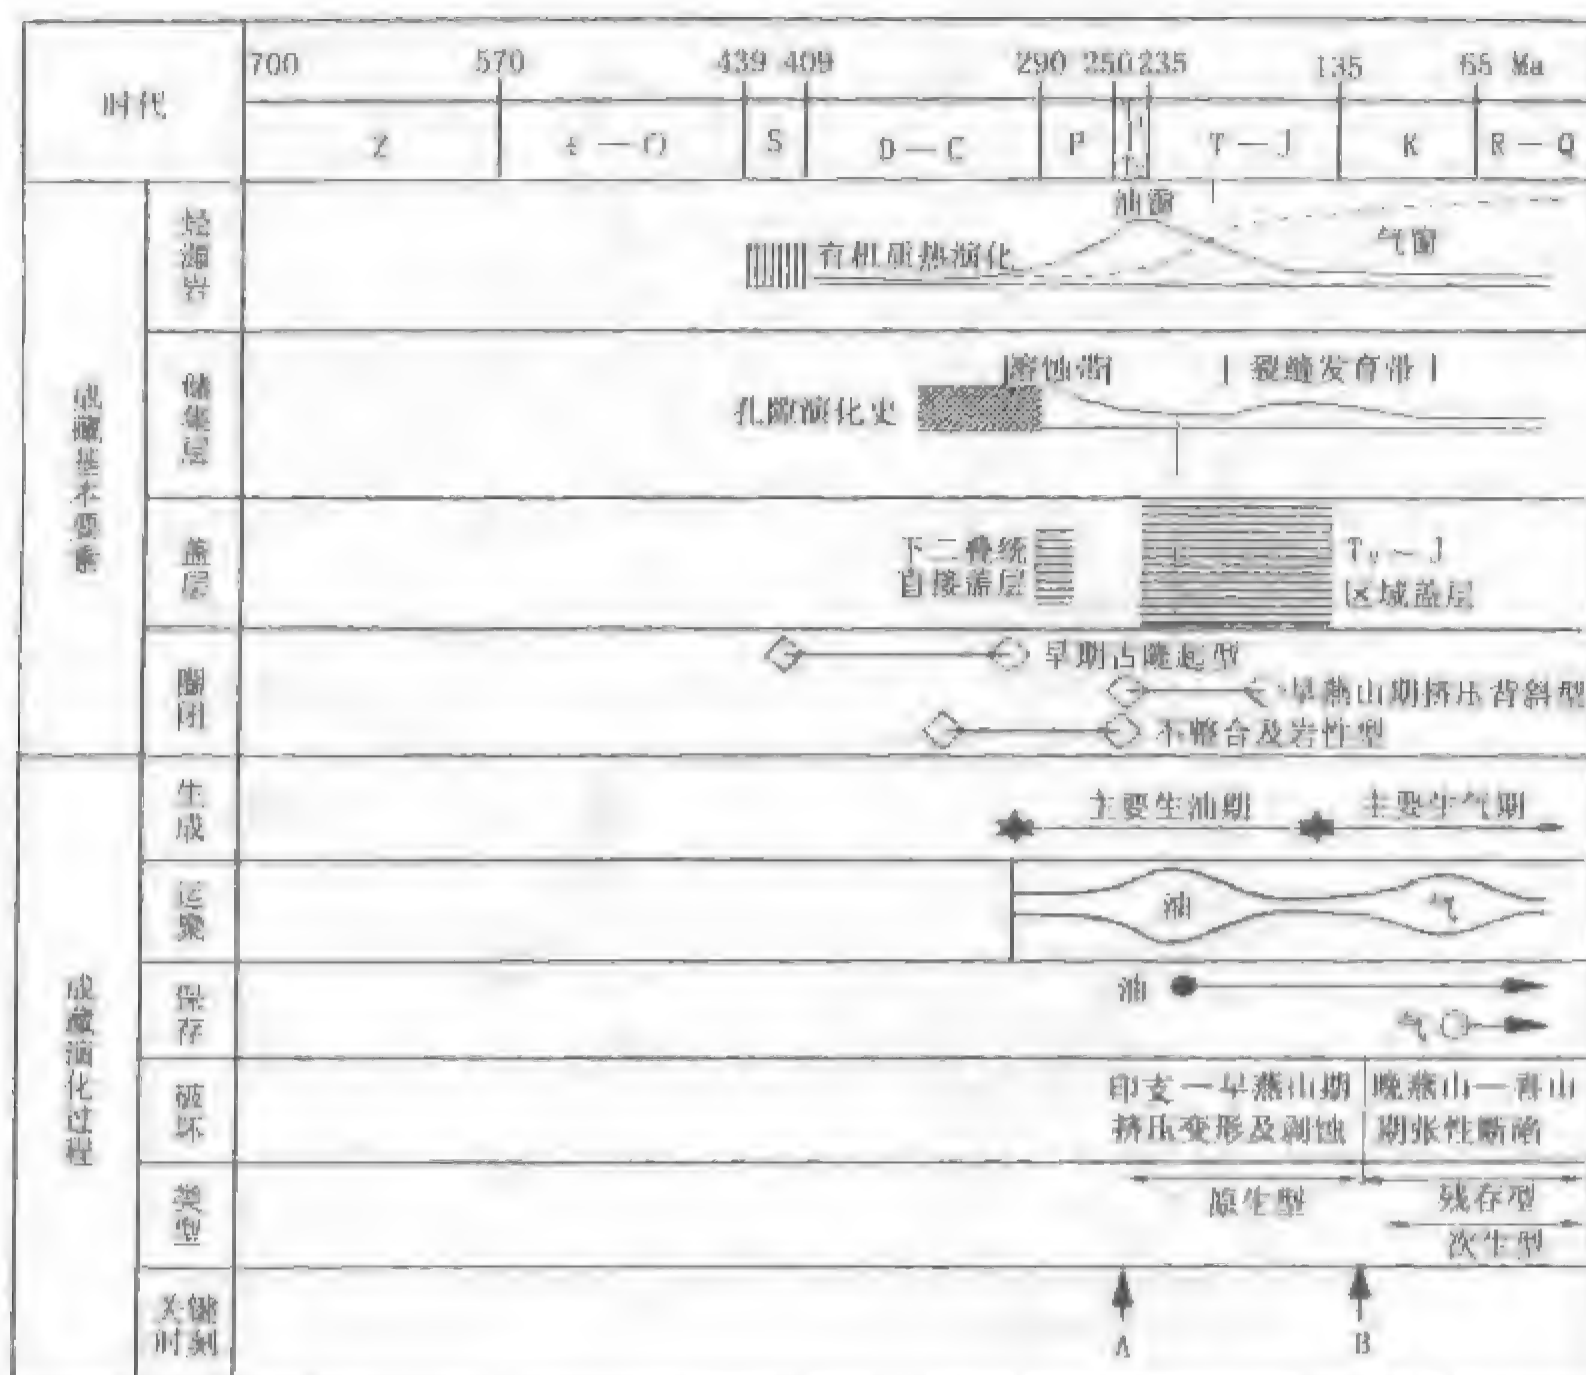 时代
700 570 439 409 290 250 235 135 65 Ma
Z
S
D — C
P
T — J
K
R — Q
成藏基本要素
烃源岩
有机质热演化
油窗
气窗
储集层
孔隙演化史
溶蚀带
裂缝发育带
盖层
下二叠统
直接盖层
区域盖层
圈闭
早期古隆起型
早燕山期挤压背斜型
不整合及岩性型
成藏演化过程
生成
主要生油期
主要生气期
运聚
油
气
保存
油
气
破坏
印支—早燕山期
挤压变形及剥蚀
晚燕山—喜山
期张性断陷
类型
原生型
残存型
次生型
关键
时刻
A
B